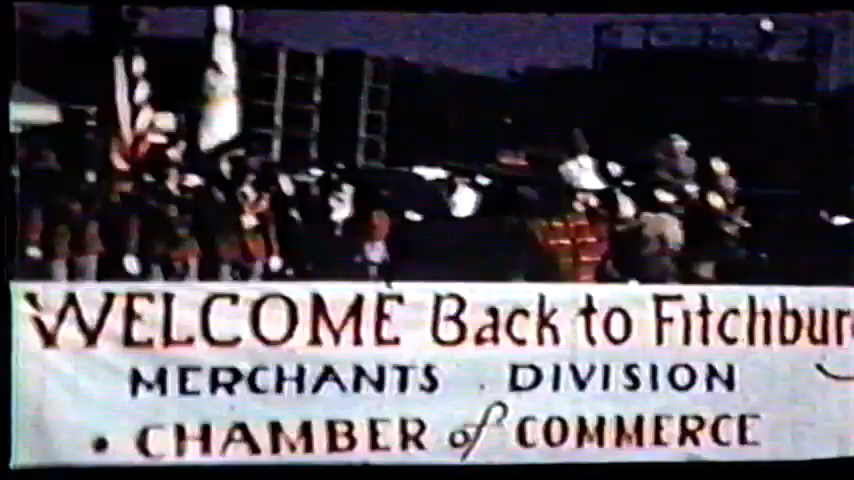 WELCOME Back to Fitchbur
MERCHANTS DIVISION
• CHAMBER of COMMERCE